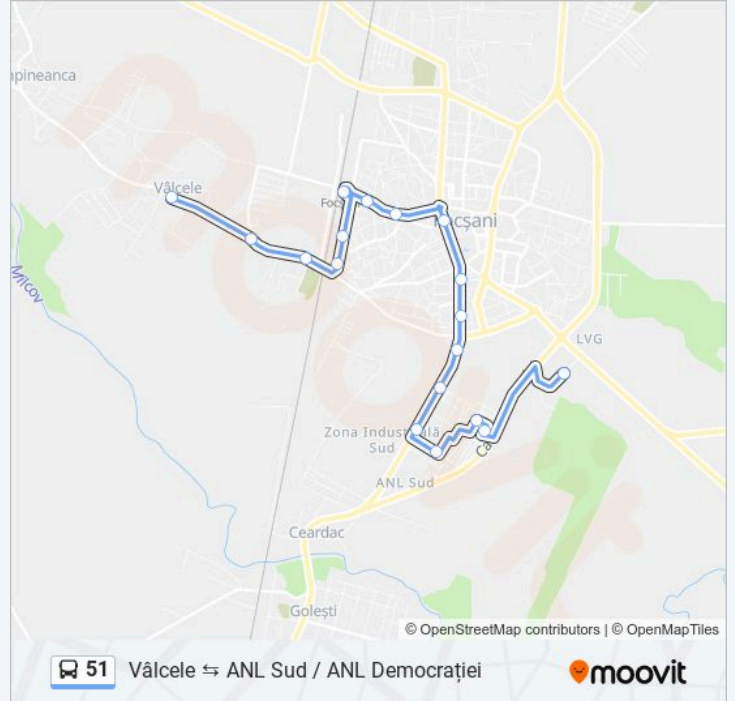 mpineanca
Vâlcele
Focșani
Milcov
LVG
Zona Industrială
Sud
ANL Sud
Ceardac
Golești
© OpenStreetMap contributors | © OpenMapTiles
51 Vâlcele ⇆ ANL Sud / ANL Democrației
moovit